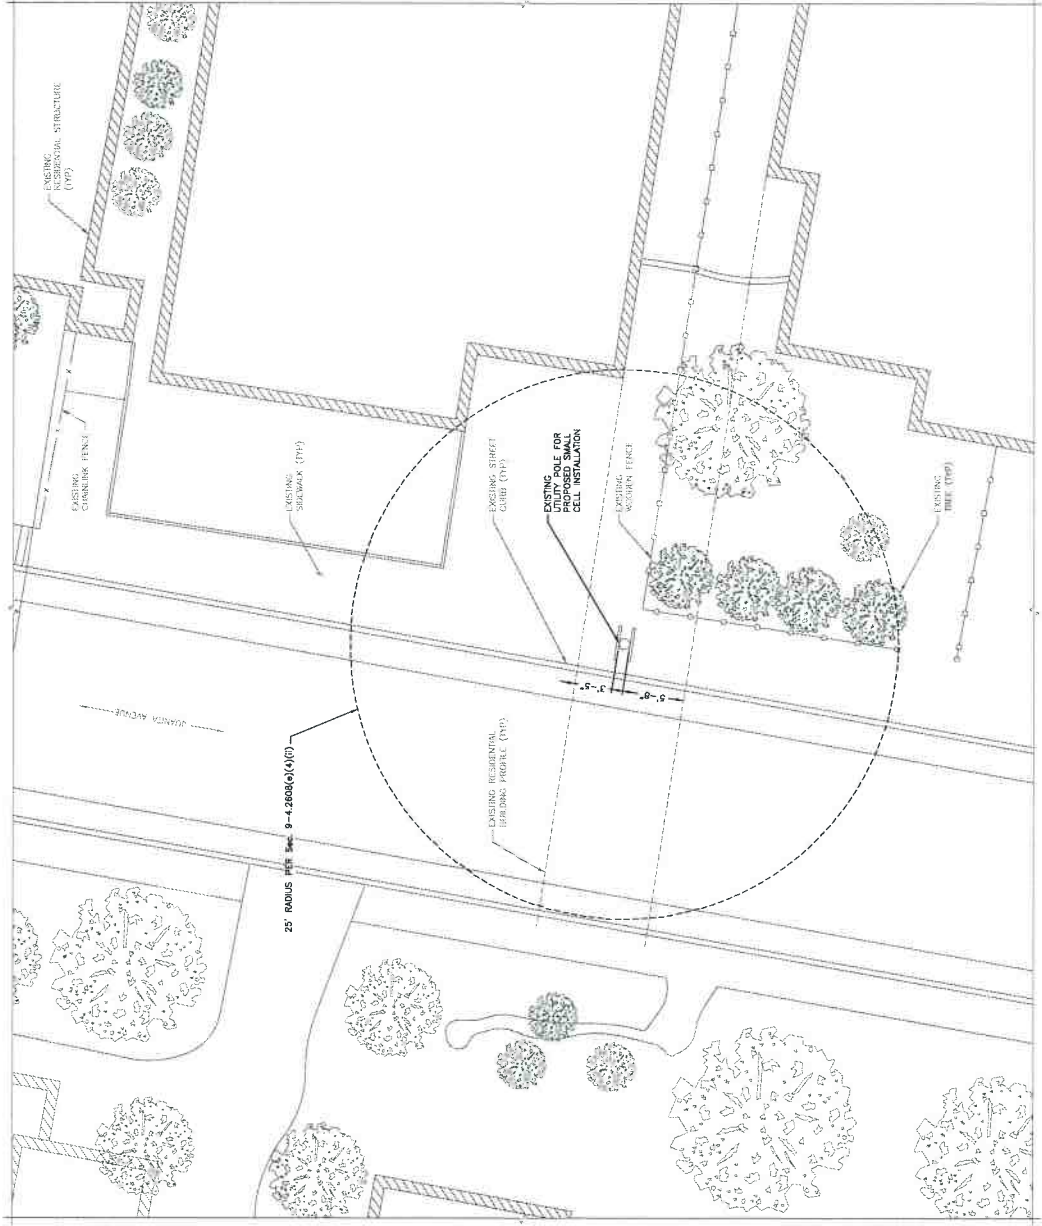 EXISTING
RESIDENTIAL STRUCTURE
(TYP)
EXISTING
CHAINLINK FENCE
EXISTING
SIDEWALK (TYP)
EXISTING STREET
CURB (TYP)
EXISTING
UTILITY POLE FOR
PROPOSED SMALL
CELL INSTALLATION
EXISTING
WOODEN FENCE
EXISTING
TREE (TYP)
JUANITA AVENUE
3'-5"
5'-8"
25' RADIUS PER Sec. 9-4.2608(e)(4)(ii)
EXISTING RESIDENTIAL
BUILDING PROFILE (TYP)